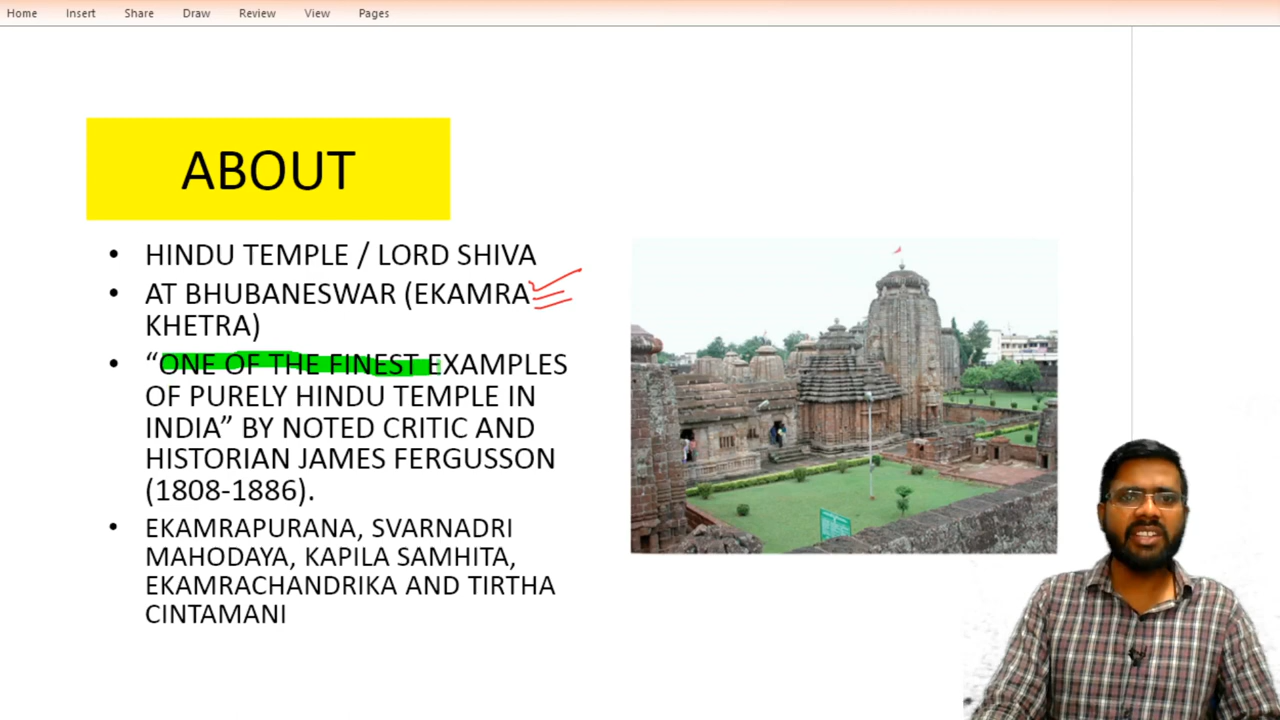 Home Insert Share Draw Review View Pages
ABOUT
• HINDU TEMPLE / LORD SHIVA
• AT BHUBANESWAR (EKAMRA
KHETRA)
• “ONE OF THE FINEST EXAMPLES
OF PURELY HINDU TEMPLE IN
INDIA” BY NOTED CRITIC AND
HISTORIAN JAMES FERGUSSON
(1808-1886).
• EKAMRAPURANA, SVARNADRI
MAHODAYA, KAPILA SAMHITA,
EKAMRACHANDRIKA AND TIRTHA
CINTAMANI